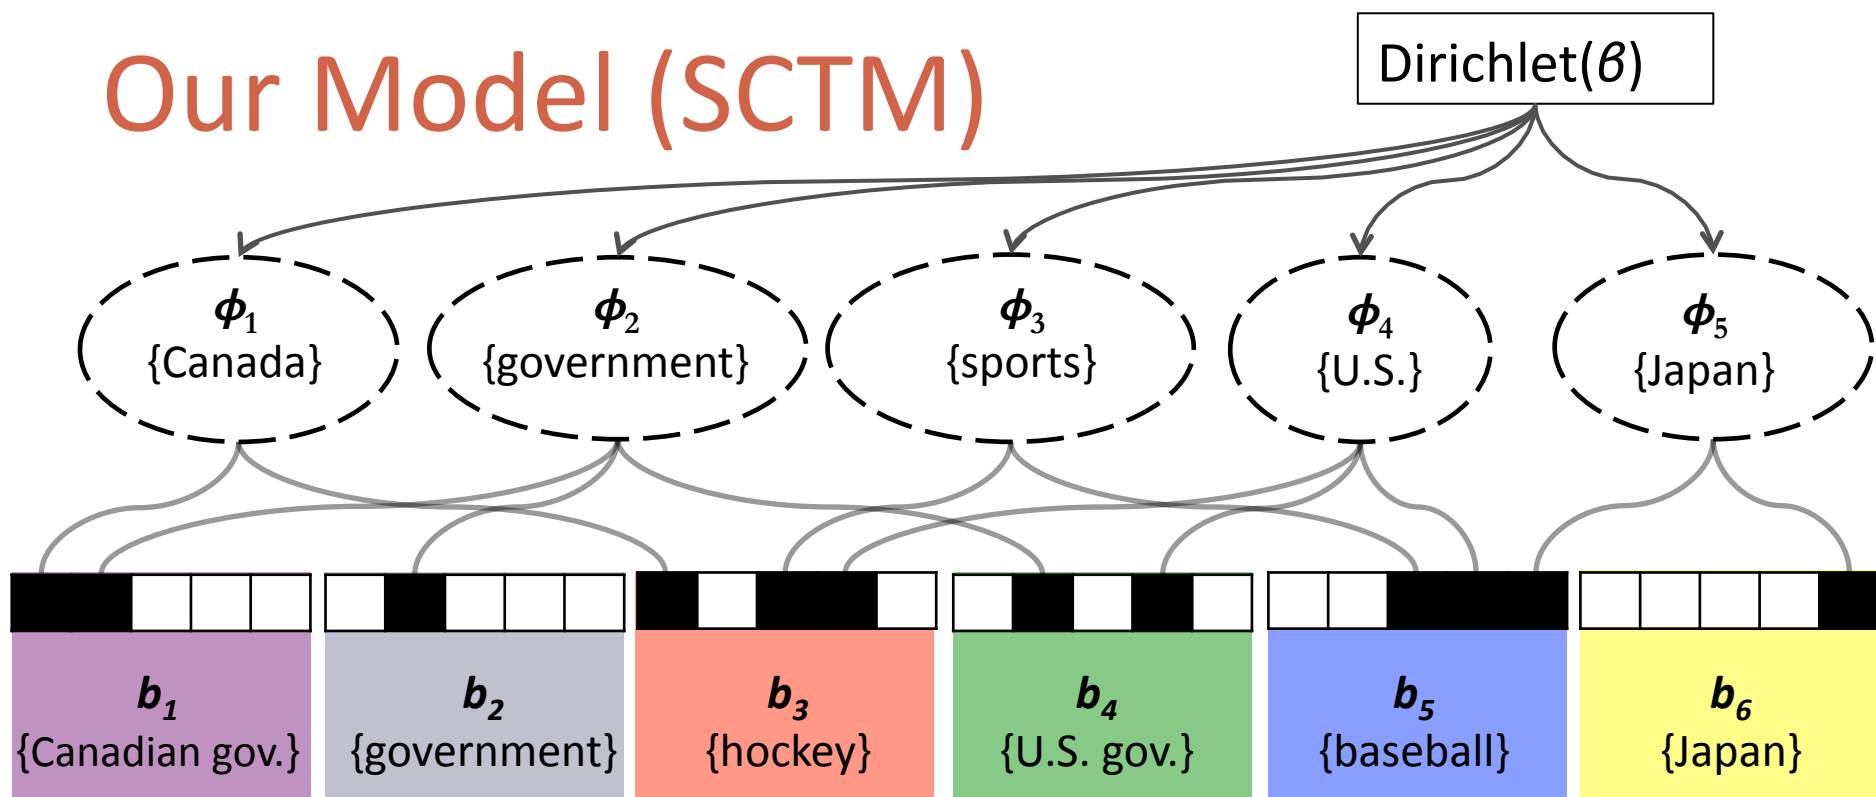 Our Model (SCTM)
Dirichlet(β)
ϕ₁
{Canada}
ϕ₂
{government}
ϕ₃
{sports}
ϕ₄
{U.S.}
ϕ₅
{Japan}
b₁
{Canadian gov.}
b₂
{government}
b₃
{hockey}
b₄
{U.S. gov.}
b₅
{baseball}
b₆
{Japan}